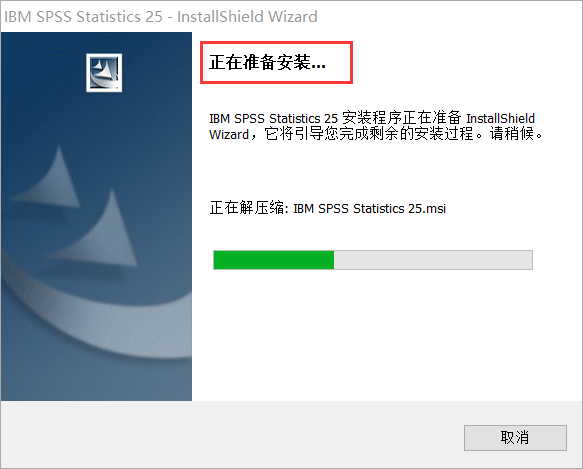 IBM SPSS Statistics 25 - InstallShield Wizard
正在准备安装...
IBM SPSS Statistics 25 安装程序正在准备 InstallShield
Wizard，它将引导您完成剩余的安装过程。请稍候。
正在解压缩: IBM SPSS Statistics 25.msi
取消